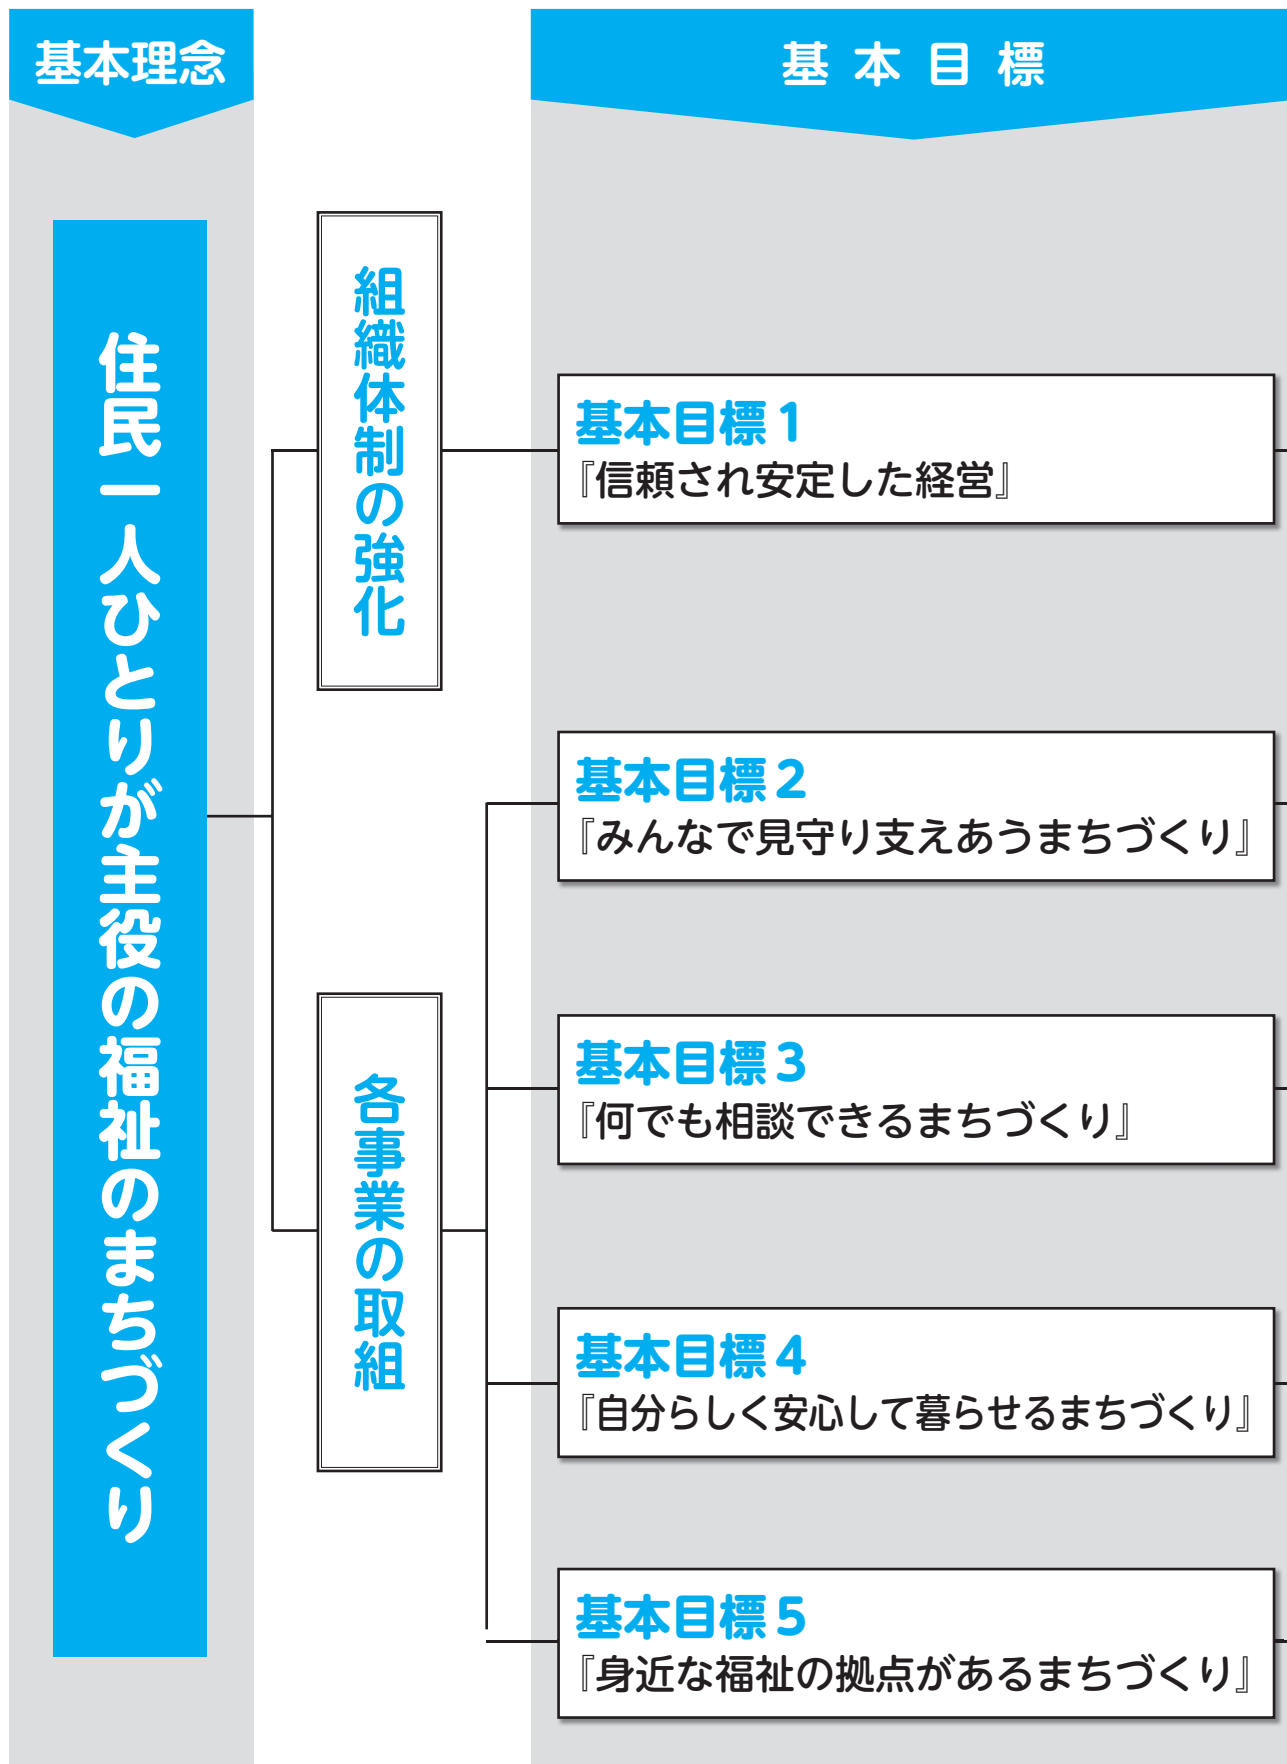 基本理念
基本目標
住民一人ひとりが主役の福祉のまちづくり
組織体制の強化
基本目標1
『信頼され安定した経営』
各事業の取組
基本目標2
『みんなで見守り支えあうまちづくり』
基本目標3
『何でも相談できるまちづくり』
基本目標4
『自分らしく安心して暮らせるまちづくり』
基本目標5
『身近な福祉の拠点があるまちづくり』